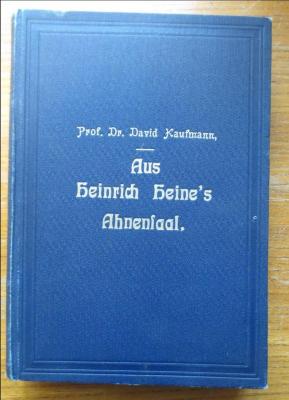 Prof. Dr. David Kaufmann,
Aus
Heinrich Heine's
Ahnensaal.